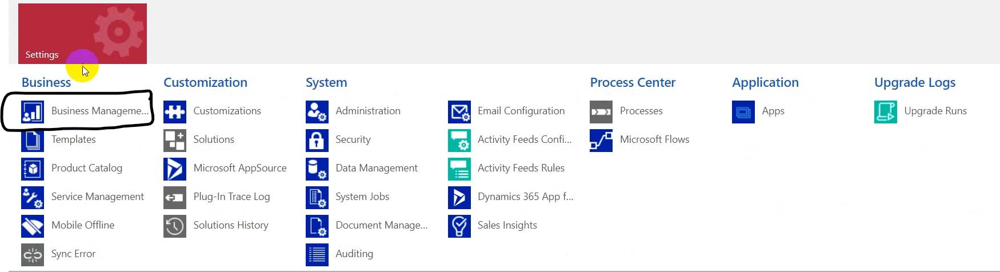 Settings
Business
Business Manageme...
Templates
Product Catalog
Service Management
Mobile Offline
Sync Error
Customization
Customizations
Solutions
Microsoft AppSource
Plug-In Trace Log
Solutions History
System
Administration
Security
Data Management
System Jobs
Document Manage...
Auditing
Email Configuration
Activity Feeds Confi...
Activity Feeds Rules
Dynamics 365 App f...
Sales Insights
Process Center
Processes
Microsoft Flows
Application
Apps
Upgrade Logs
Upgrade Runs